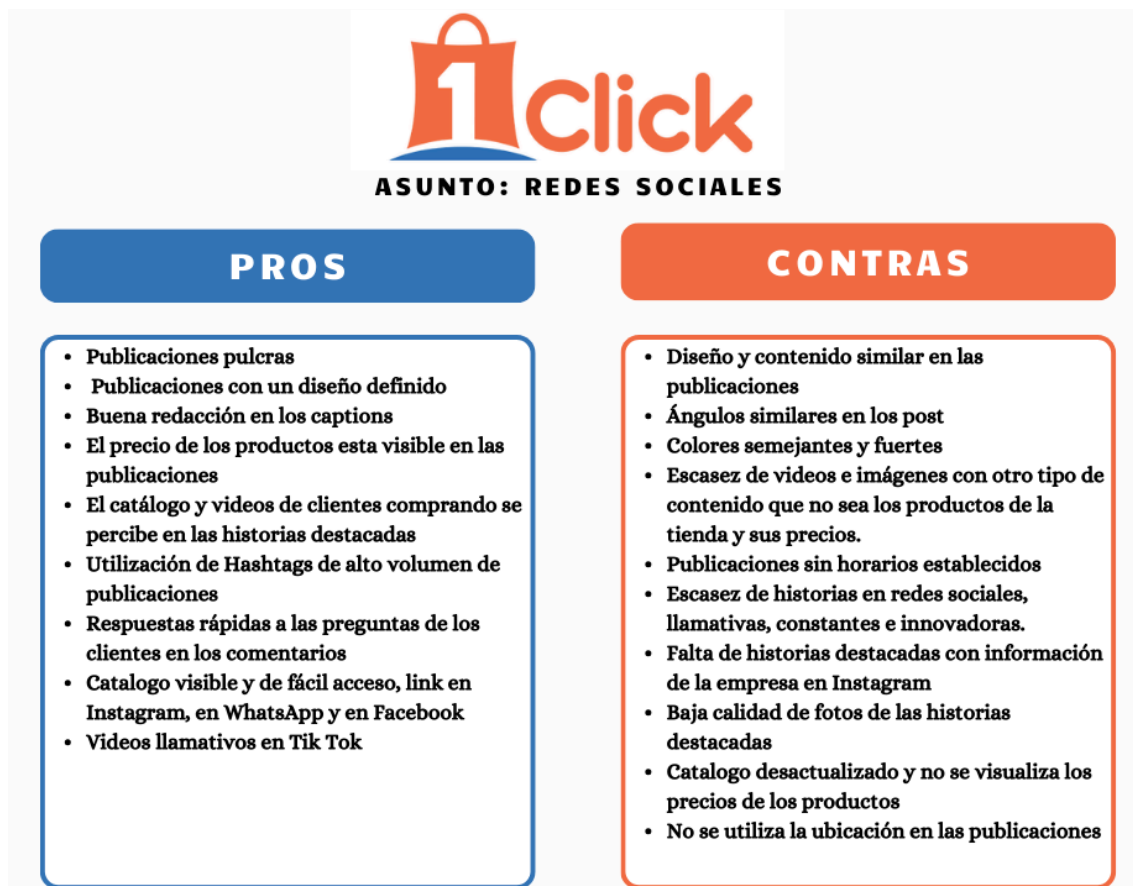 1Click
ASUNTO: REDES SOCIALES
PROS
• Publicaciones pulcras
• Publicaciones con un diseño definido
• Buena redacción en los captions
• El precio de los productos esta visible en las
publicaciones
• El catálogo y videos de clientes comprando se
percibe en las historias destacadas
• Utilización de Hashtags de alto volumen de
publicaciones
• Respuestas rápidas a las preguntas de los
clientes en los comentarios
• Catalogo visible y de fácil acceso, link en
Instagram, en WhatsApp y en Facebook
• Videos llamativos en Tik Tok
CONTRAS
• Diseño y contenido similar en las
publicaciones
• Ángulos similares en los post
• Colores semejantes y fuertes
• Escasez de videos e imágenes con otro tipo de
contenido que no sea los productos de la
tienda y sus precios.
• Publicaciones sin horarios establecidos
• Escasez de historias en redes sociales,
llamativas, constantes e innovadoras.
• Falta de historias destacadas con información
de la empresa en Instagram
• Baja calidad de fotos de las historias
destacadas
• Catalogo desactualizado y no se visualiza los
precios de los productos
• No se utiliza la ubicación en las publicaciones